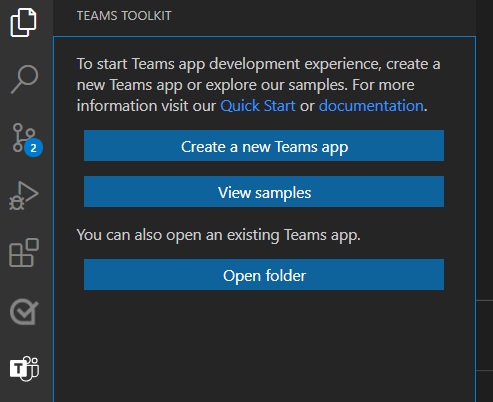 TEAMS TOOLKIT
To start Teams app development experience, create a
new Teams app or explore our samples. For more
information visit our Quick Start or documentation.
Create a new Teams app
View samples
2
You can also open an existing Teams app.
Open folder
T